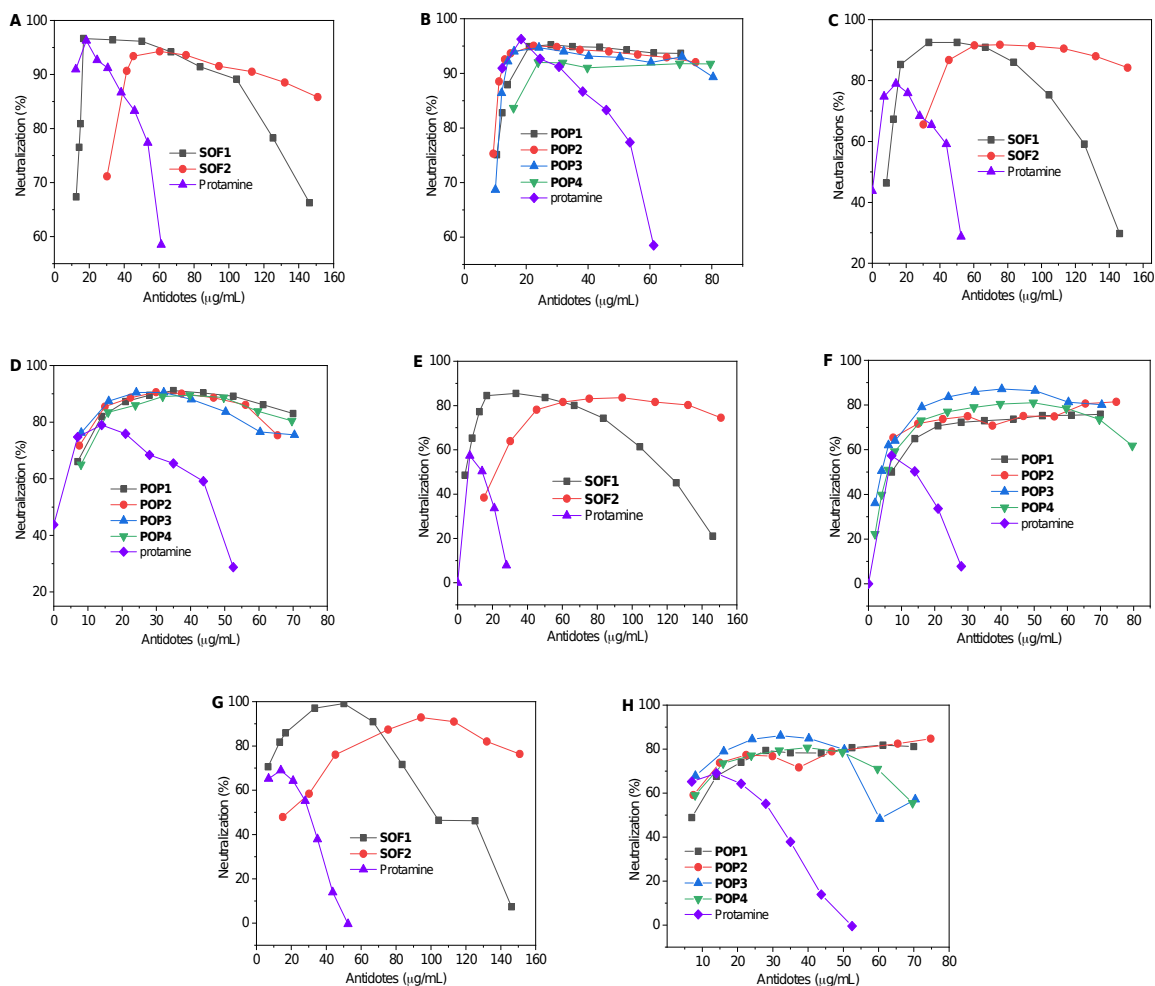 A
Neutralization (%)
100
90
80
70
60
SOF1
SOF2
Protamine
0 20 40 60 80 100 120 140 160
Antidotes (µg/mL)
B
Neutralization (%)
100
90
80
70
60
POP1
POP2
POP3
POP4
protamine
0 20 40 60 80
Antidotes (µg/mL)
C
Neutralizations (%)
100
80
60
40
20
SOF1
SOF2
Protamine
0 20 40 60 80 100 120 140 160
Antidotes (µg/mL)
D
Neutralization (%)
100
80
60
40
20
POP1
POP2
POP3
POP4
protamine
0 10 20 30 40 50 60 70 80
Antidotes (µg/mL)
E
Neutralization (%)
100
80
60
40
20
0
SOF1
SOF2
Protamine
0 20 40 60 80 100 120 140 160
Antidotes (µg/mL)
F
Neutralization (%)
100
80
60
40
20
0
POP1
POP2
POP3
POP4
protamine
0 10 20 30 40 50 60 70 80
Antidotes (µg/mL)
G
Neutralization (%)
100
80
60
40
20
0
SOF1
SOF2
Protamine
0 20 40 60 80 100 120 140 160
Antidotes (µg/mL)
H
Neutralization (%)
100
80
60
40
20
0
POP1
POP2
POP3
POP4
Protamine
10 20 30 40 50 60 70 80
Antidotes (µg/mL)